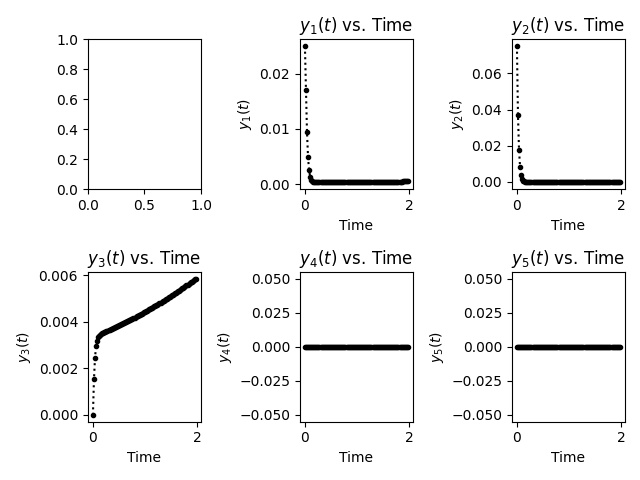 y₁(t) vs. Time
y₂(t) vs. Time
1.0
0.8
0.6
0.4
0.2
0.0
0.0 0.5 1.0
y₁(t)
0.02
0.01
0.00
0 2
Time
y₂(t)
0.06
0.04
0.02
0.00
0 2
Time
y₃(t) vs. Time
y₄(t) vs. Time
y₅(t) vs. Time
y₃(t)
0.006
0.004
0.002
0.000
0 2
Time
y₄(t)
0.050
0.025
0.000
−0.025
−0.050
0 2
Time
y₅(t)
0.050
0.025
0.000
−0.025
−0.050
0 2
Time